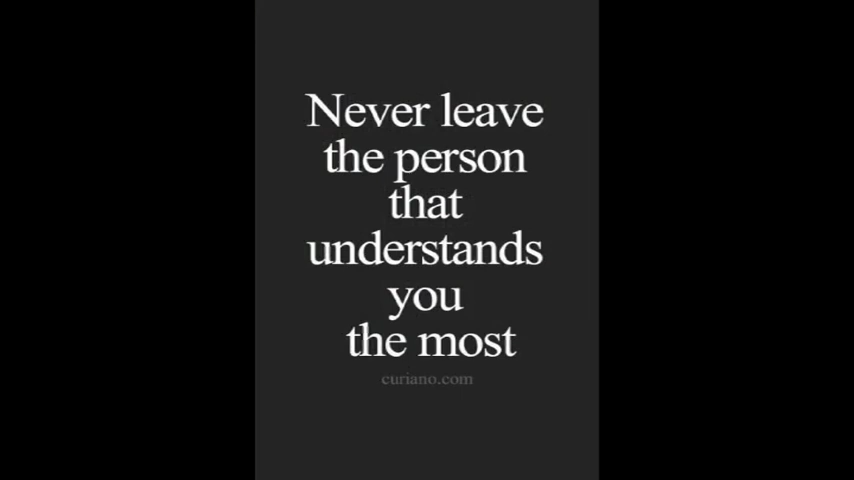 Never leave
the person
that
understands
you
the most
curiano.com